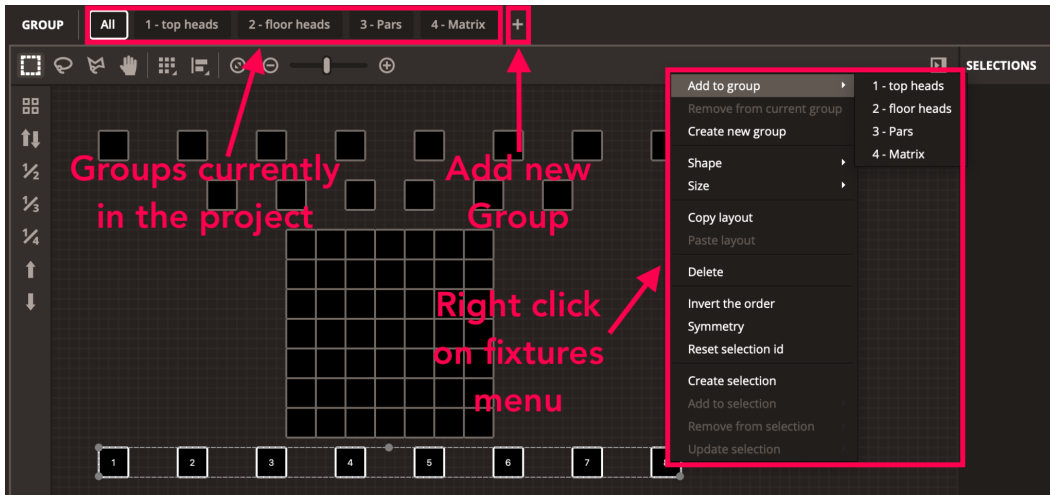 GROUP All 1 - top heads 2 - floor heads 3 - Pars 4 - Matrix +
SELECTIONS
1/2
1/3
1/4
Groups currently
in the project
Add new
Group
Right click
on fixtures
menu
Add to group
Remove from current group
Create new group
Shape
Size
Copy layout
Paste layout
Delete
Invert the order
Symmetry
Reset selection id
Create selection
Add to selection
Remove from selection
Update selection
1 - top heads
2 - floor heads
3 - Pars
4 - Matrix
1 2 3 4 5 6 7